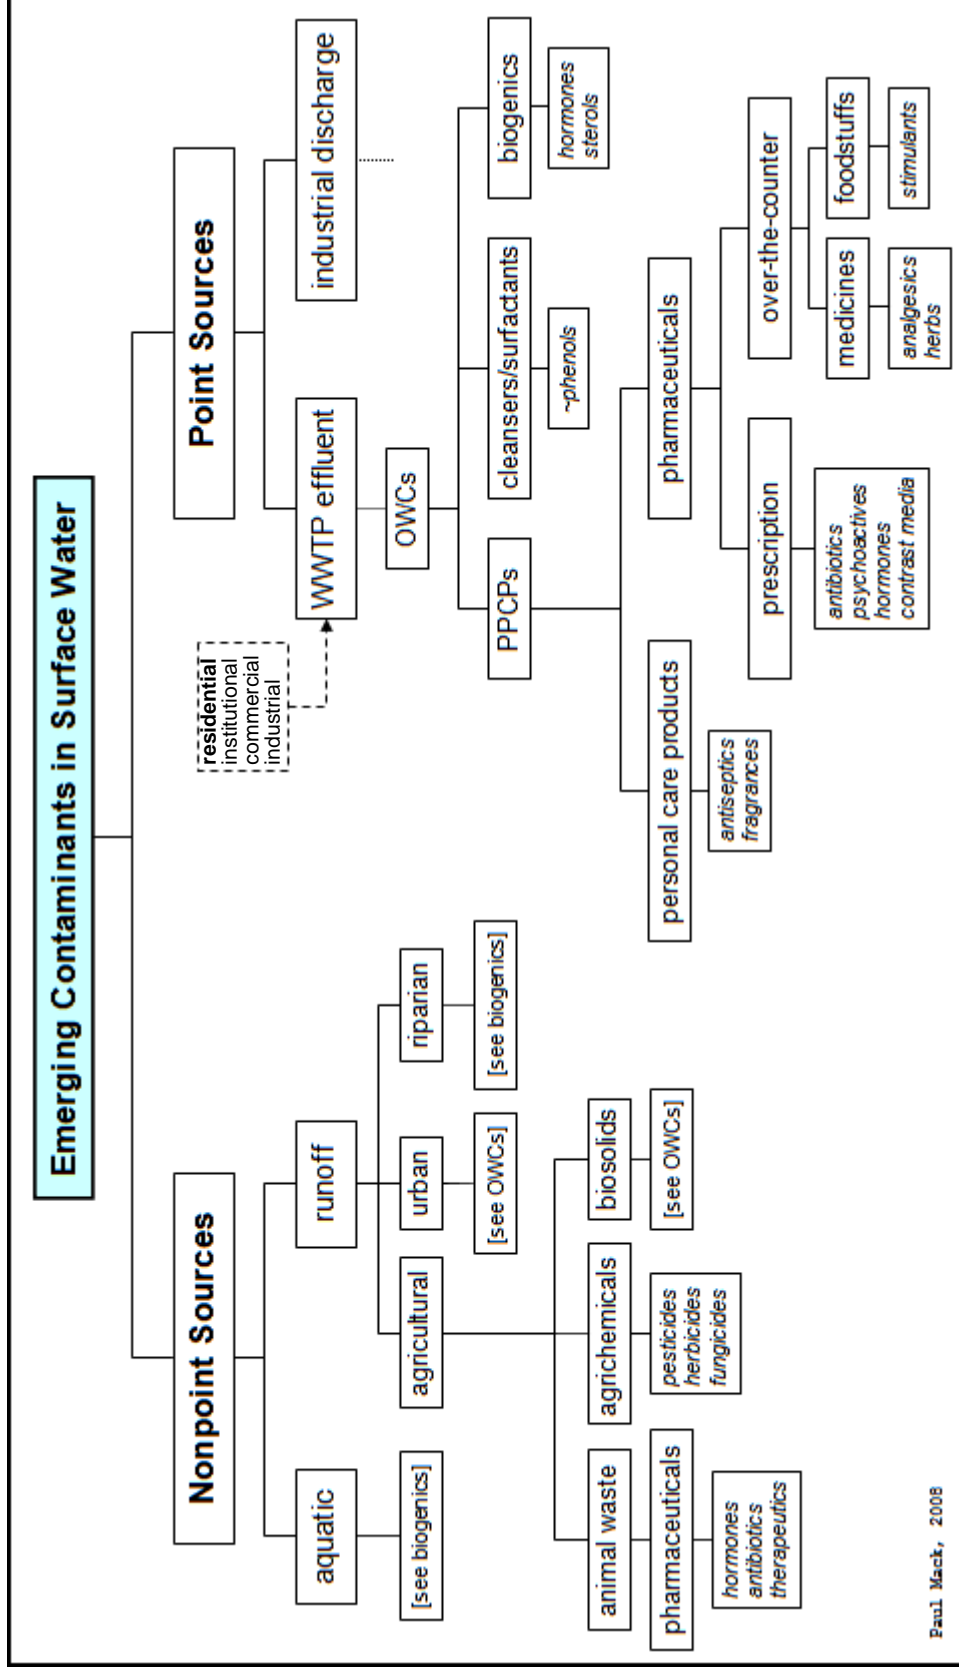 Emerging Contaminants in Surface Water
Nonpoint Sources
Point Sources
aquatic
runoff
residential
institutional
commercial
industrial
WWTP effluent
industrial discharge
[see biogenics]
agricultural
urban
riparian
OWCs
[see OWCs]
[see biogenics]
PPCPs
cleansers/surfactants
biogenics
~phenols
hormones
sterols
animal waste
agrichemicals
biosolids
pharmaceuticals
pesticides
herbicides
fungicides
[see OWCs]
hormones
antibiotics
therapeutics
personal care products
pharmaceuticals
antiseptics
fragrances
prescription
over-the-counter
antibiotics
psychoactives
hormones
contrast media
medicines
foodstuffs
analgesics
herbs
stimulants
Paul Mack, 2008